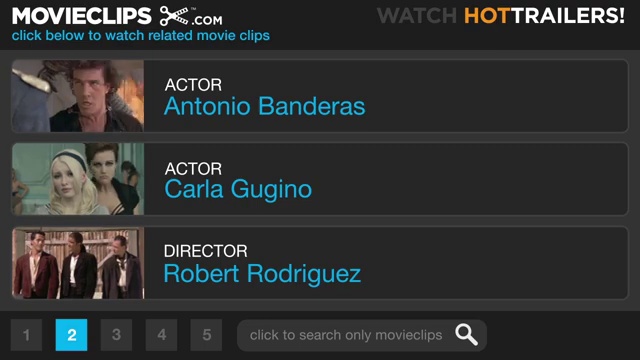 MOVIECLIPS .COM
WATCH HOTTRAILERS!
click below to watch related movie clips
ACTOR
Antonio Banderas
ACTOR
Carla Gugino
DIRECTOR
Robert Rodriguez
1 2 3 4 5 click to search only movieclips